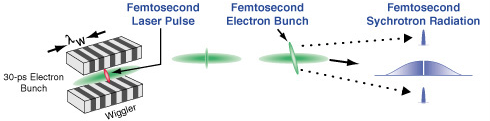 Femtosecond
Laser Pulse
Femtosecond
Electron Bunch
Femtosecond
Sychrotron Radiation
λw
30-ps Electron
Bunch
Wiggler